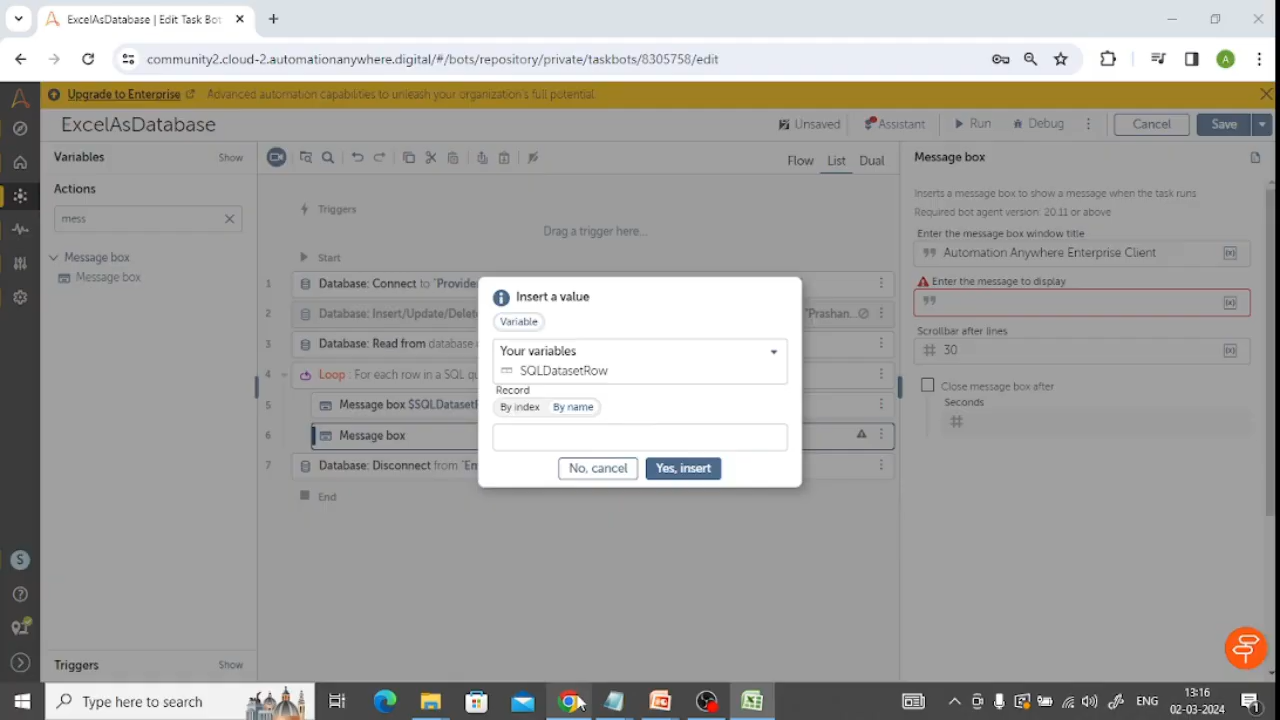 ExcelAsDatabase | Edit Task Bot
community2.cloud-2.automationanywhere.digital/#/bots/repository/private/taskbots/8305758/edit
A
Upgrade to Enterprise
Advanced automation capabilities to unleash your organization's full potential
ExcelAsDatabase
Unsaved
Assistant
Run
Debug
Cancel
Save
Variables
Show
Flow
List
Dual
Message box
Actions
Inserts a message box to show a message when the task runs
Required bot agent version: 20.11 or above
mess
Triggers
Drag a trigger here...
Enter the message box window title
Automation Anywhere Enterprise Client
Message box
Message box
Start
1 Database: Connect to "Provide
Enter the message to display
2 Database: Insert/Update/Delete
"Prashan...
3 Database: Read from database
Scrollbar after lines
30
4 Loop : For each row in a SQL qu
Close message box after
Seconds
5 Message box $SQLDatasetR
6 Message box
7 Database: Disconnect from "Em
End
Insert a value
Variable
Your variables
SQLDatasetRow
Record
By index
By name
No, cancel
Yes, insert
S
Triggers
Show
Type here to search
ENG
13:16
02-03-2024
1